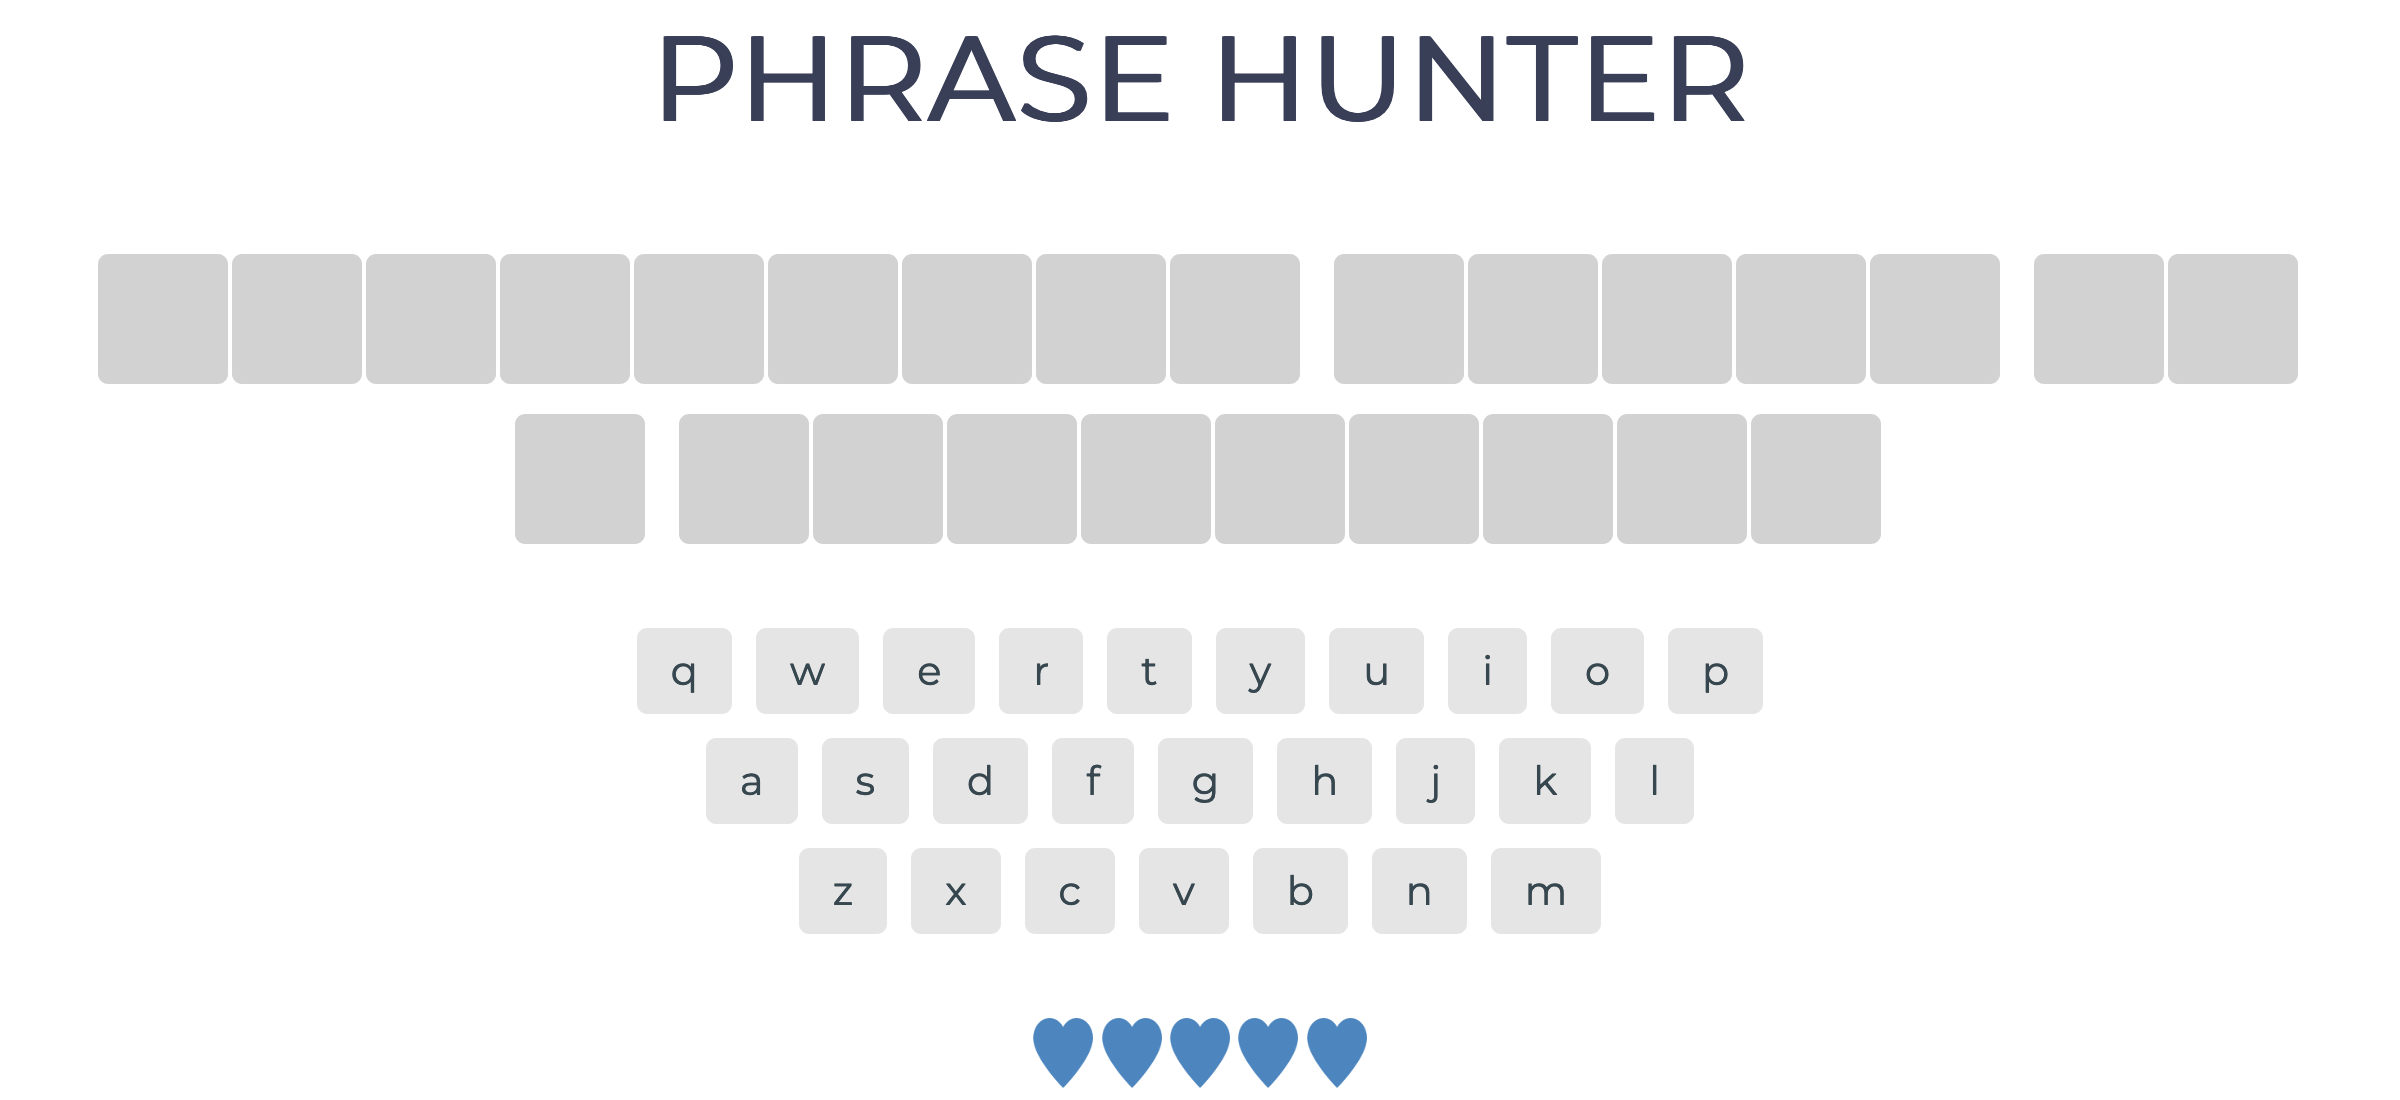 PHRASE HUNTER
q w e r t y u i o p
a s d f g h j k l
z x c v b n m